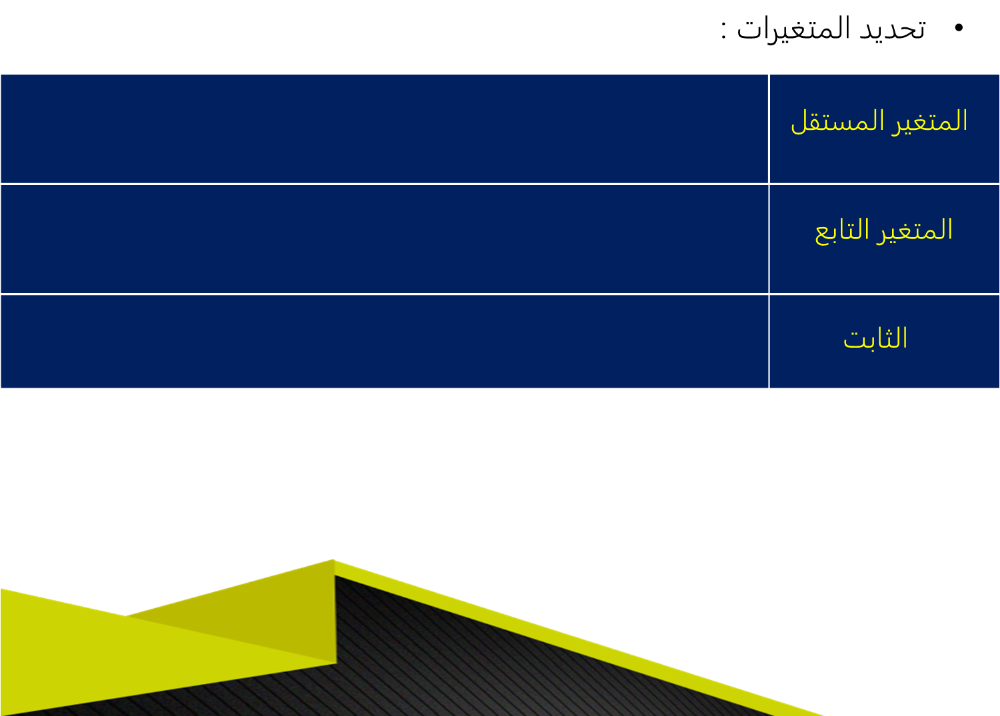 • تحديد المتغيرات :
المتغير المستقل
المتغير التابع
الثابت